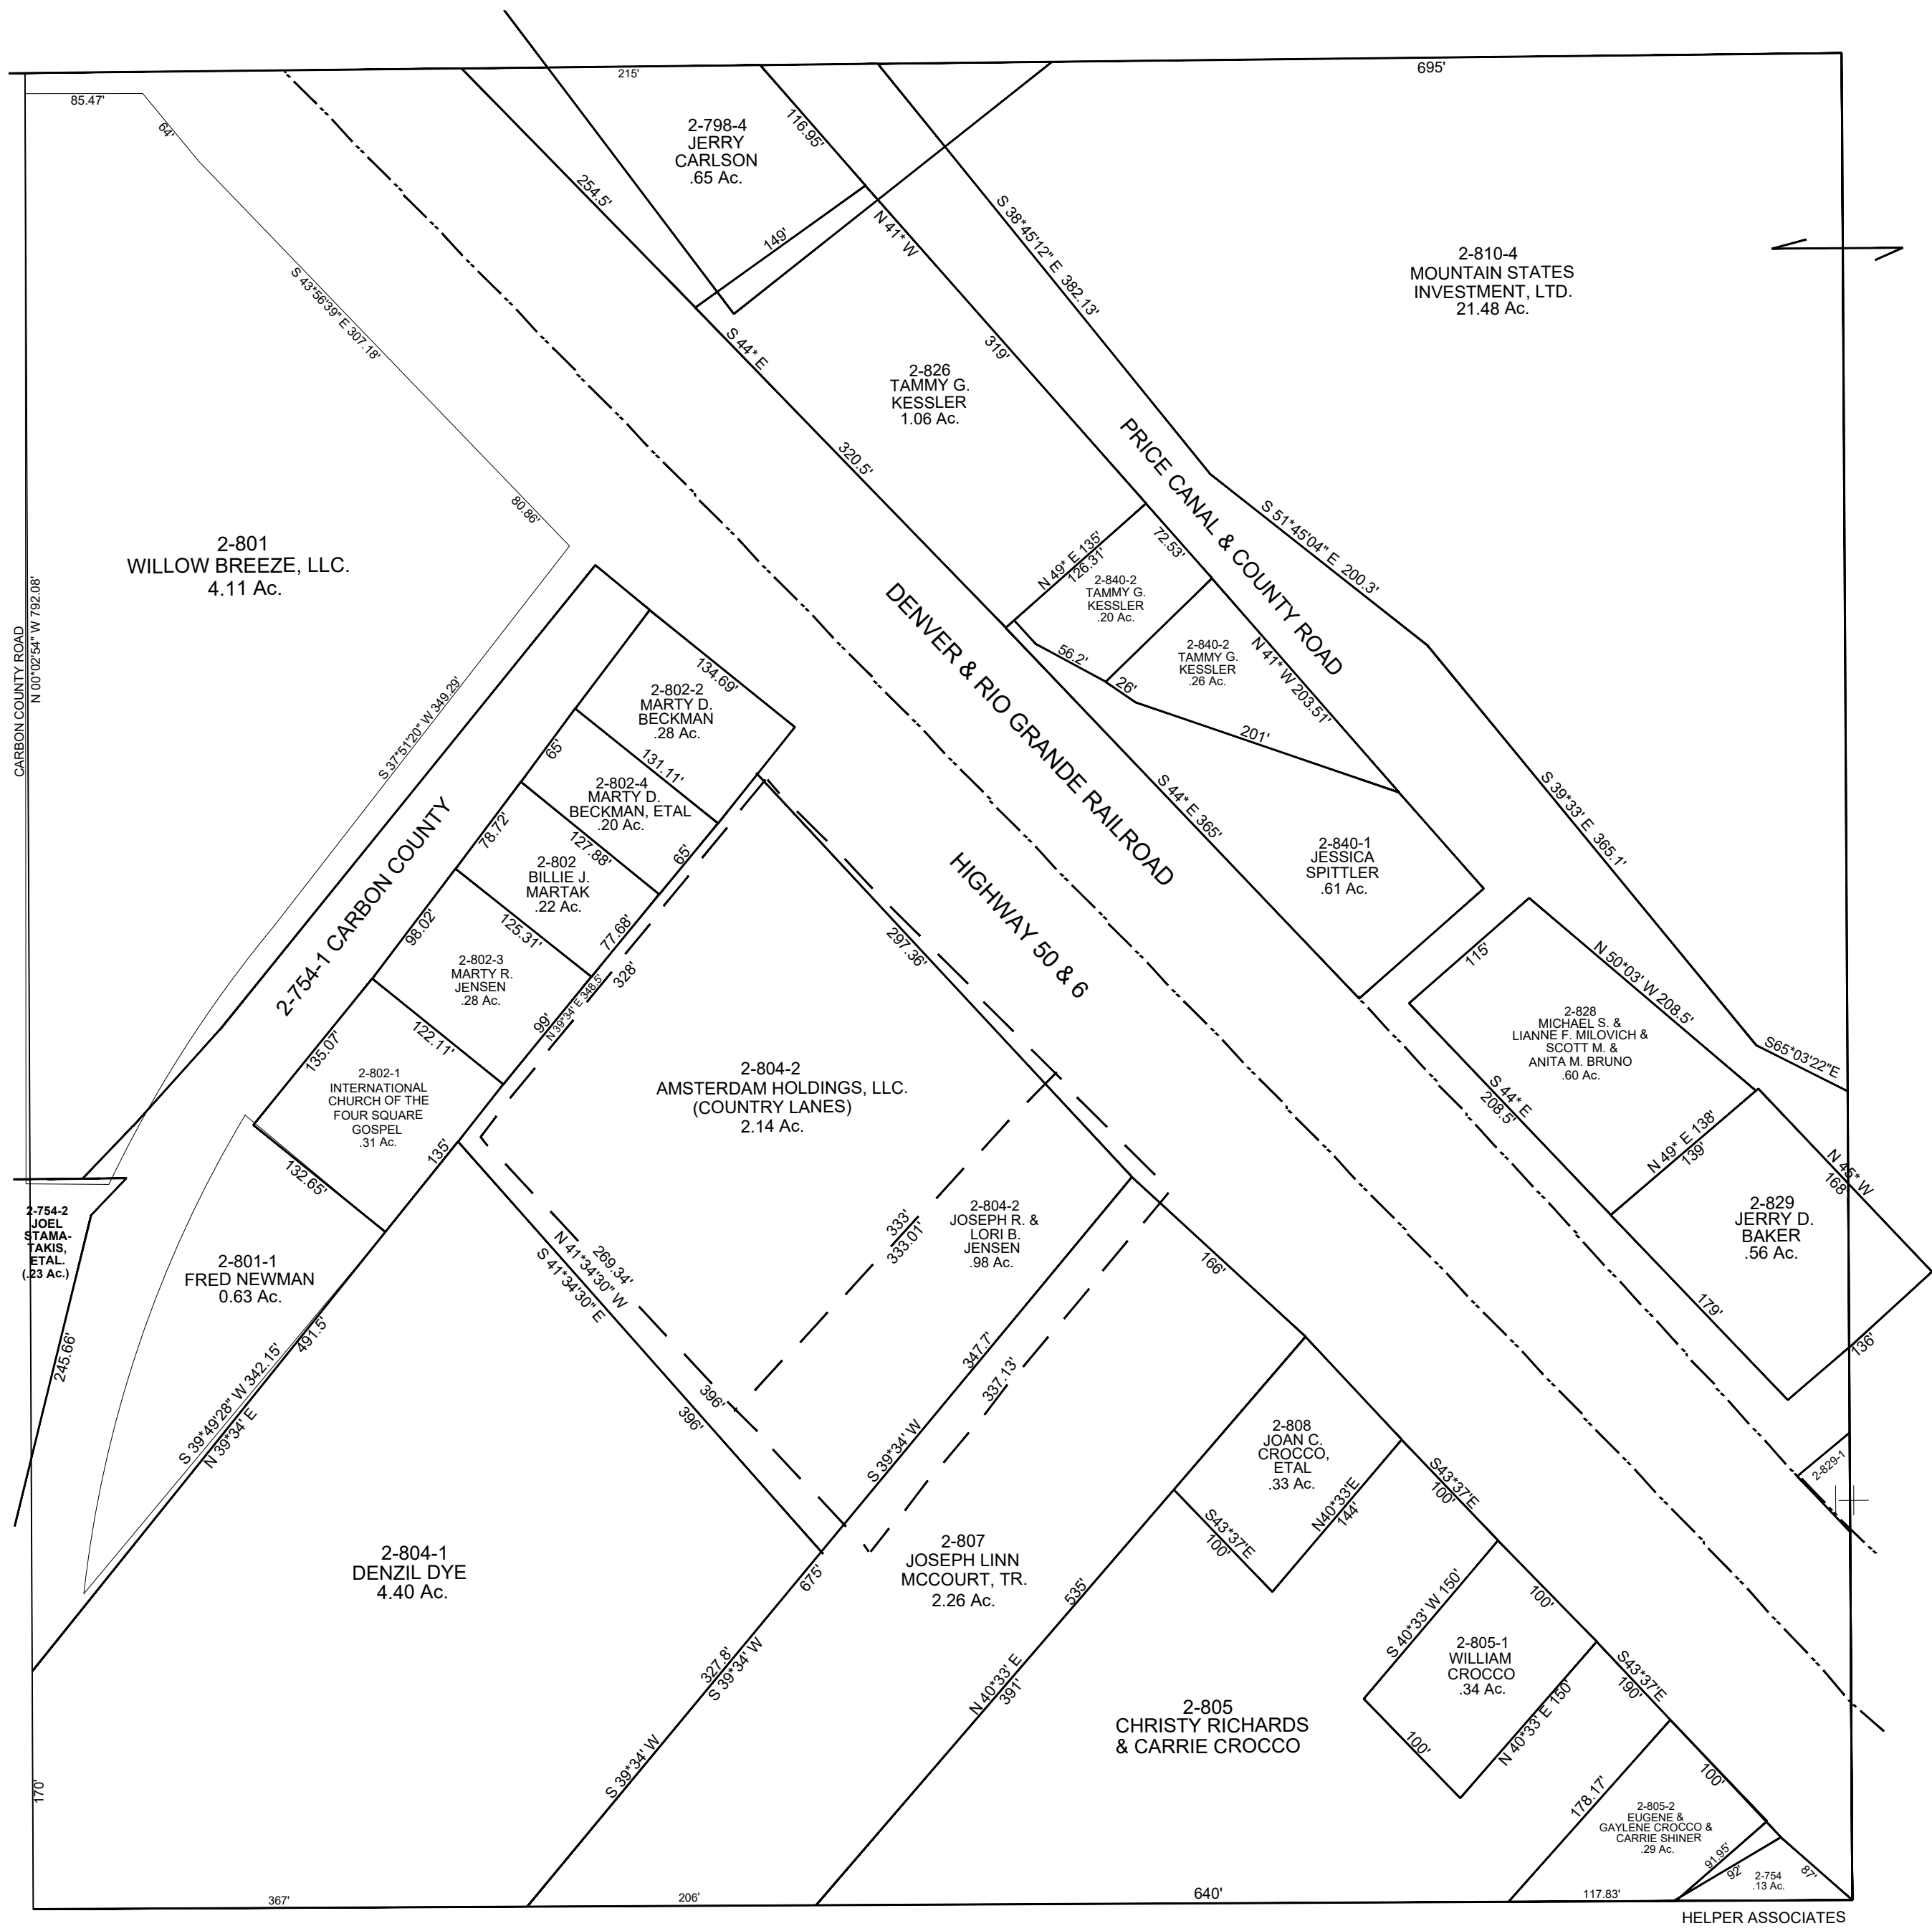 215'
695'
85.47'
64'
2-798-4
JERRY
CARLSON
.65 Ac.
116.95'
254.5'
149'
N 41* W
S 38*45'12" E  382.13'
2-810-4
MOUNTAIN STATES
INVESTMENT, LTD.
21.48 Ac.
S 43*56'39" E 307.18'
80.86'
S 44* E
319'
2-826
TAMMY G.
KESSLER
1.06 Ac.
320.5'
PRICE CANAL & COUNTY ROAD
S 51*45'04" E  200.3'
2-801
WILLOW BREEZE, LLC.
4.11 Ac.
CARBON COUNTY ROAD
N 00*02'54" W 792.08'
S 37*51'20" W 349.29'
N 49* E 135'
126.31'
72.53'
2-840-2
TAMMY G.
KESSLER
.20 Ac.
56.2'
26'
2-840-2
TAMMY G.
KESSLER
.26 Ac.
N 41* W 203.51'
201'
DENVER & RIO GRANDE RAILROAD
HIGHWAY 50 & 6
S 44* E 365'
2-840-1
JESSICA
SPITTLER
.61 Ac.
S 39*33' E  365.1'
134.69'
2-802-2
MARTY D.
BECKMAN
.28 Ac.
65'
131.11'
2-802-4
MARTY D.
BECKMAN, ETAL
.20 Ac.
78.72'
127.88'
65'
2-802
BILLIE J.
MARTAK
.22 Ac.
2-754-1 CARBON COUNTY
98.02'
125.31'
77.68'
328'
2-802-3
MARTY R.
JENSEN
.28 Ac.
99'
N 39*34' E 348.5'
135.07'
122.11'
2-802-1
INTERNATIONAL
CHURCH OF THE
FOUR SQUARE
GOSPEL
.31 Ac.
135'
132.65'
297.36'
2-804-2
AMSTERDAM HOLDINGS, LLC.
(COUNTRY LANES)
2.14 Ac.
115'
N 50*03' W 208.5'
2-828
MICHAEL S. &
LIANNE F. MILOVICH &
SCOTT M. &
ANITA M. BRUNO
.60 Ac.
S 44* E
208.5'
S65*03'22"E
N 49* E 138'
139'
N 45* W
168'
2-829
JERRY D.
BAKER
.56 Ac.
179'
136'
2-829-1
2-754-2
JOEL
STAMA-
TAKIS,
ETAL.
(.23 Ac.)
245.66'
2-801-1
FRED NEWMAN
0.63 Ac.
491.5'
S 39*49'28" W 342.15'
N 39*34' E
269.34'
N 41*34'30" W
S 41*34'30" E
396'
396'
333'
333.01'
2-804-2
JOSEPH R. &
LORI B.
JENSEN
.98 Ac.
347.7'
337.13'
S 39*34' W
166'
2-808
JOAN C.
CROCCO,
ETAL
.33 Ac.
S43*37'E
100'
N40*33'E
144'
S43*37'E
100'
2-804-1
DENZIL DYE
4.40 Ac.
2-807
JOSEPH LINN
MCCOURT, TR.
2.26 Ac.
675'
535'
327.8'
S 39*34' W
S 39*34' W
N 40*33' E
391'
100'
S 40*33' W 150'
2-805-1
WILLIAM
CROCCO
.34 Ac.
N 40*33' E 150'
100'
S43*37'E
190'
2-805
CHRISTY RICHARDS
& CARRIE CROCCO
178.17'
100'
2-805-2
EUGENE &
GAYLENE CROCCO &
CARRIE SHINER
.29 Ac.
91.95'
92'
2-754
.13 Ac.
87'
170'
367'
206'
640'
117.83'
HELPER ASSOCIATES